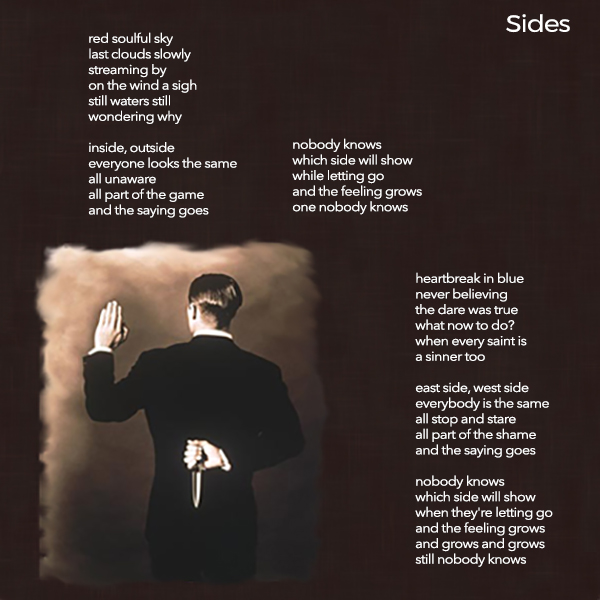 Sides
red soulful sky
last clouds slowly
streaming by
on the wind a sigh
still waters still
wondering why
inside, outside
everyone looks the same
all unaware
all part of the game
and the saying goes
nobody knows
which side will show
while letting go
and the feeling grows
one nobody knows
heartbreak in blue
never believing
the dare was true
what now to do?
when every saint is
a sinner too
east side, west side
everybody is the same
all stop and stare
all part of the shame
and the saying goes
nobody knows
which side will show
when they're letting go
and the feeling grows
and grows and grows
still nobody knows